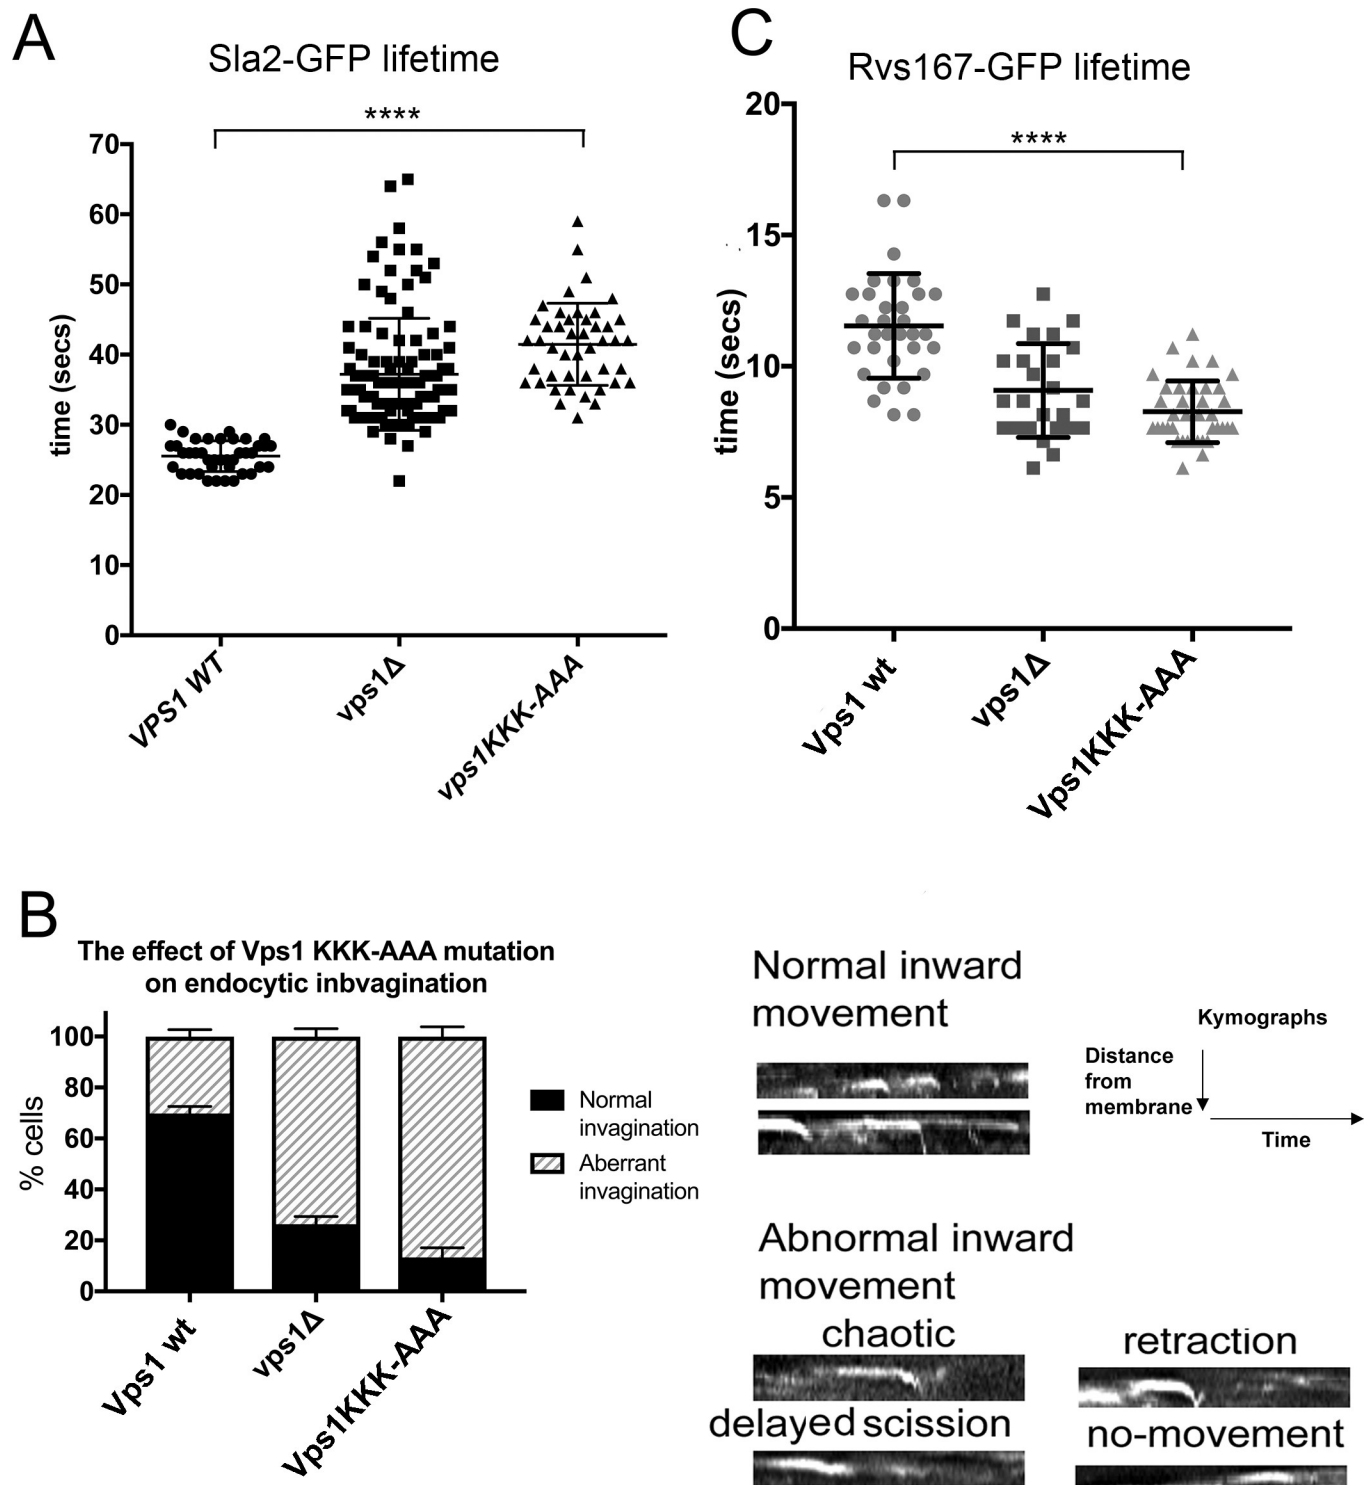 A
Sla2-GFP lifetime
****
70
60
50
40
30
20
10
0
time (secs)
VPS1 WT
vps1Δ
vps1KKK-AAA
C
Rvs167-GFP lifetime
****
20
15
10
5
0
time (secs)
Vps1 wt
vps1Δ
Vps1KKK-AAA
B
The effect of Vps1 KKK-AAA mutation
on endocytic inbvagination
100
80
60
40
20
0
% cells
Vps1 wt
vps1Δ
Vps1KKK-AAA
Normal
invagination
Aberrant
invagination
Normal inward
movement
Kymographs
Distance
from
membrane
Time
Abnormal inward
movement
chaotic
retraction
delayed scission
no-movement